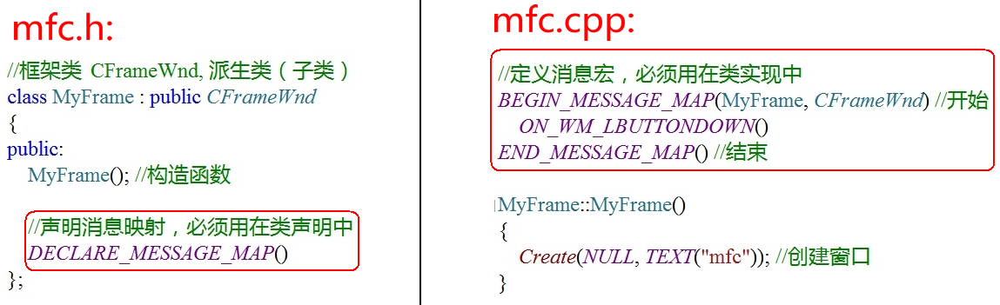 mfc.h:
//框架类 CFrameWnd, 派生类（子类）
class MyFrame : public CFrameWnd
{
public:
MyFrame(); //构造函数
//声明消息映射，必须用在类声明中
DECLARE_MESSAGE_MAP()
};
mfc.cpp:
//定义消息宏，必须用在类实现中
BEGIN_MESSAGE_MAP(MyFrame, CFrameWnd) //开始
ON_WM_LBUTTONDOWN()
END_MESSAGE_MAP() //结束
MyFrame::MyFrame()
{
Create(NULL, TEXT("mfc")); //创建窗口
}